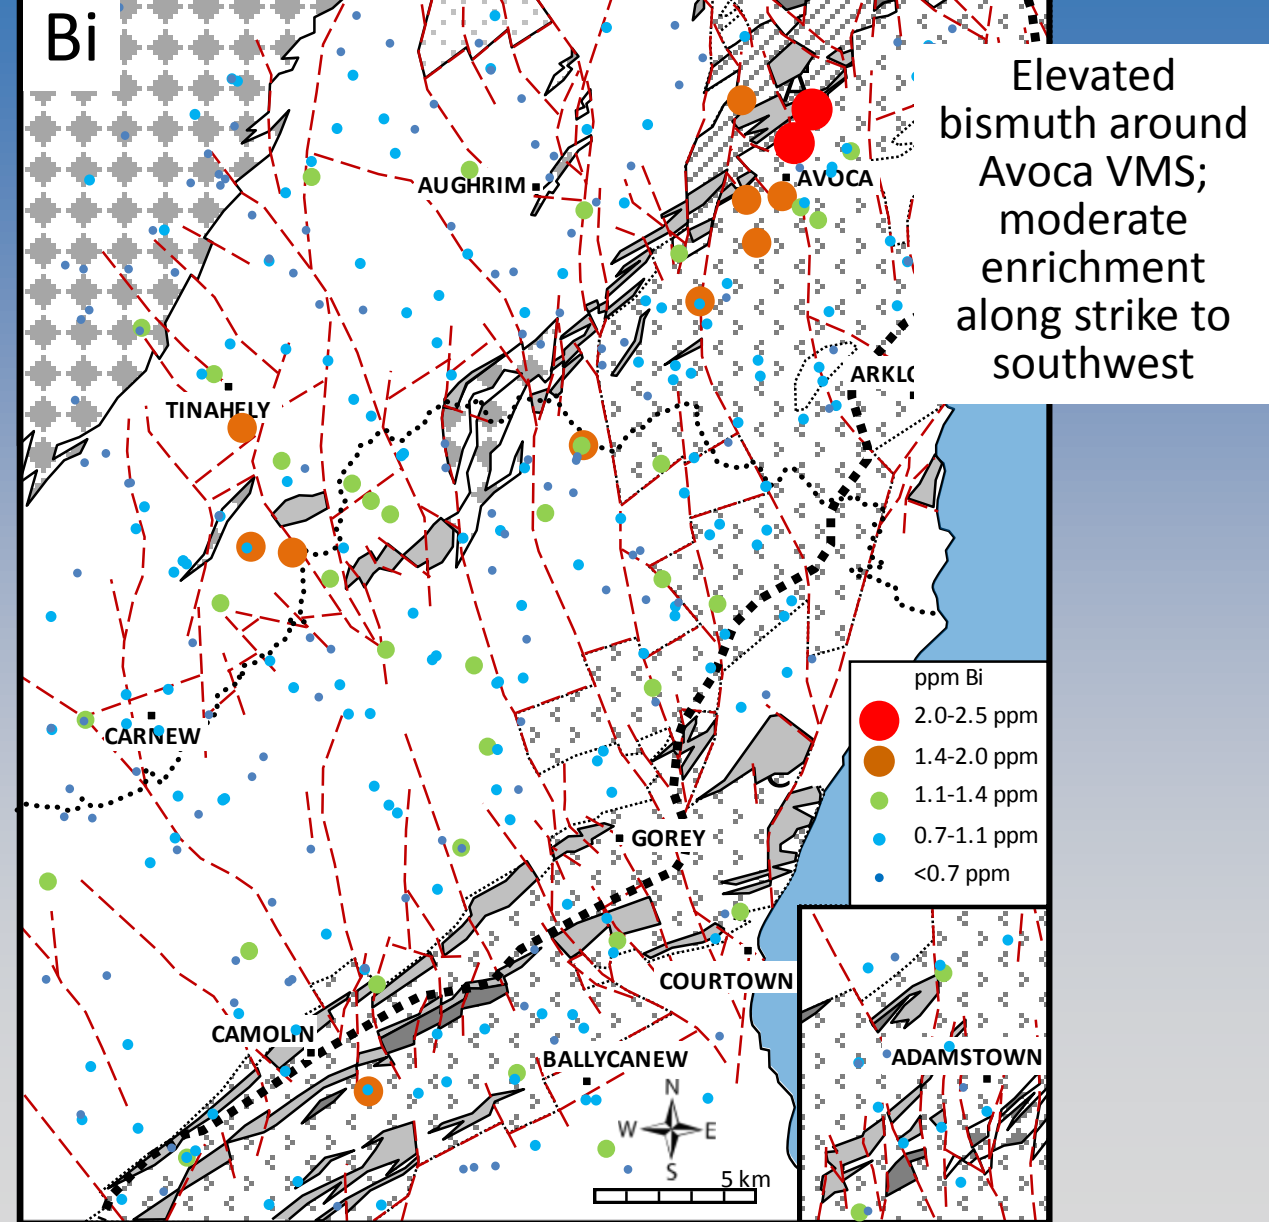 Bi
Elevated
bismuth around
Avoca VMS;
moderate
enrichment
along strike to
southwest
AUGHRIM
AVOCA
ARKLO
TINAHELY
CARNEW
GOREY
COURTOWN
CAMOLIN
BALLYCANEW
ADAMSTOWN
ppm Bi
2.0-2.5 ppm
1.4-2.0 ppm
1.1-1.4 ppm
0.7-1.1 ppm
<0.7 ppm
N
W E
S
5 km